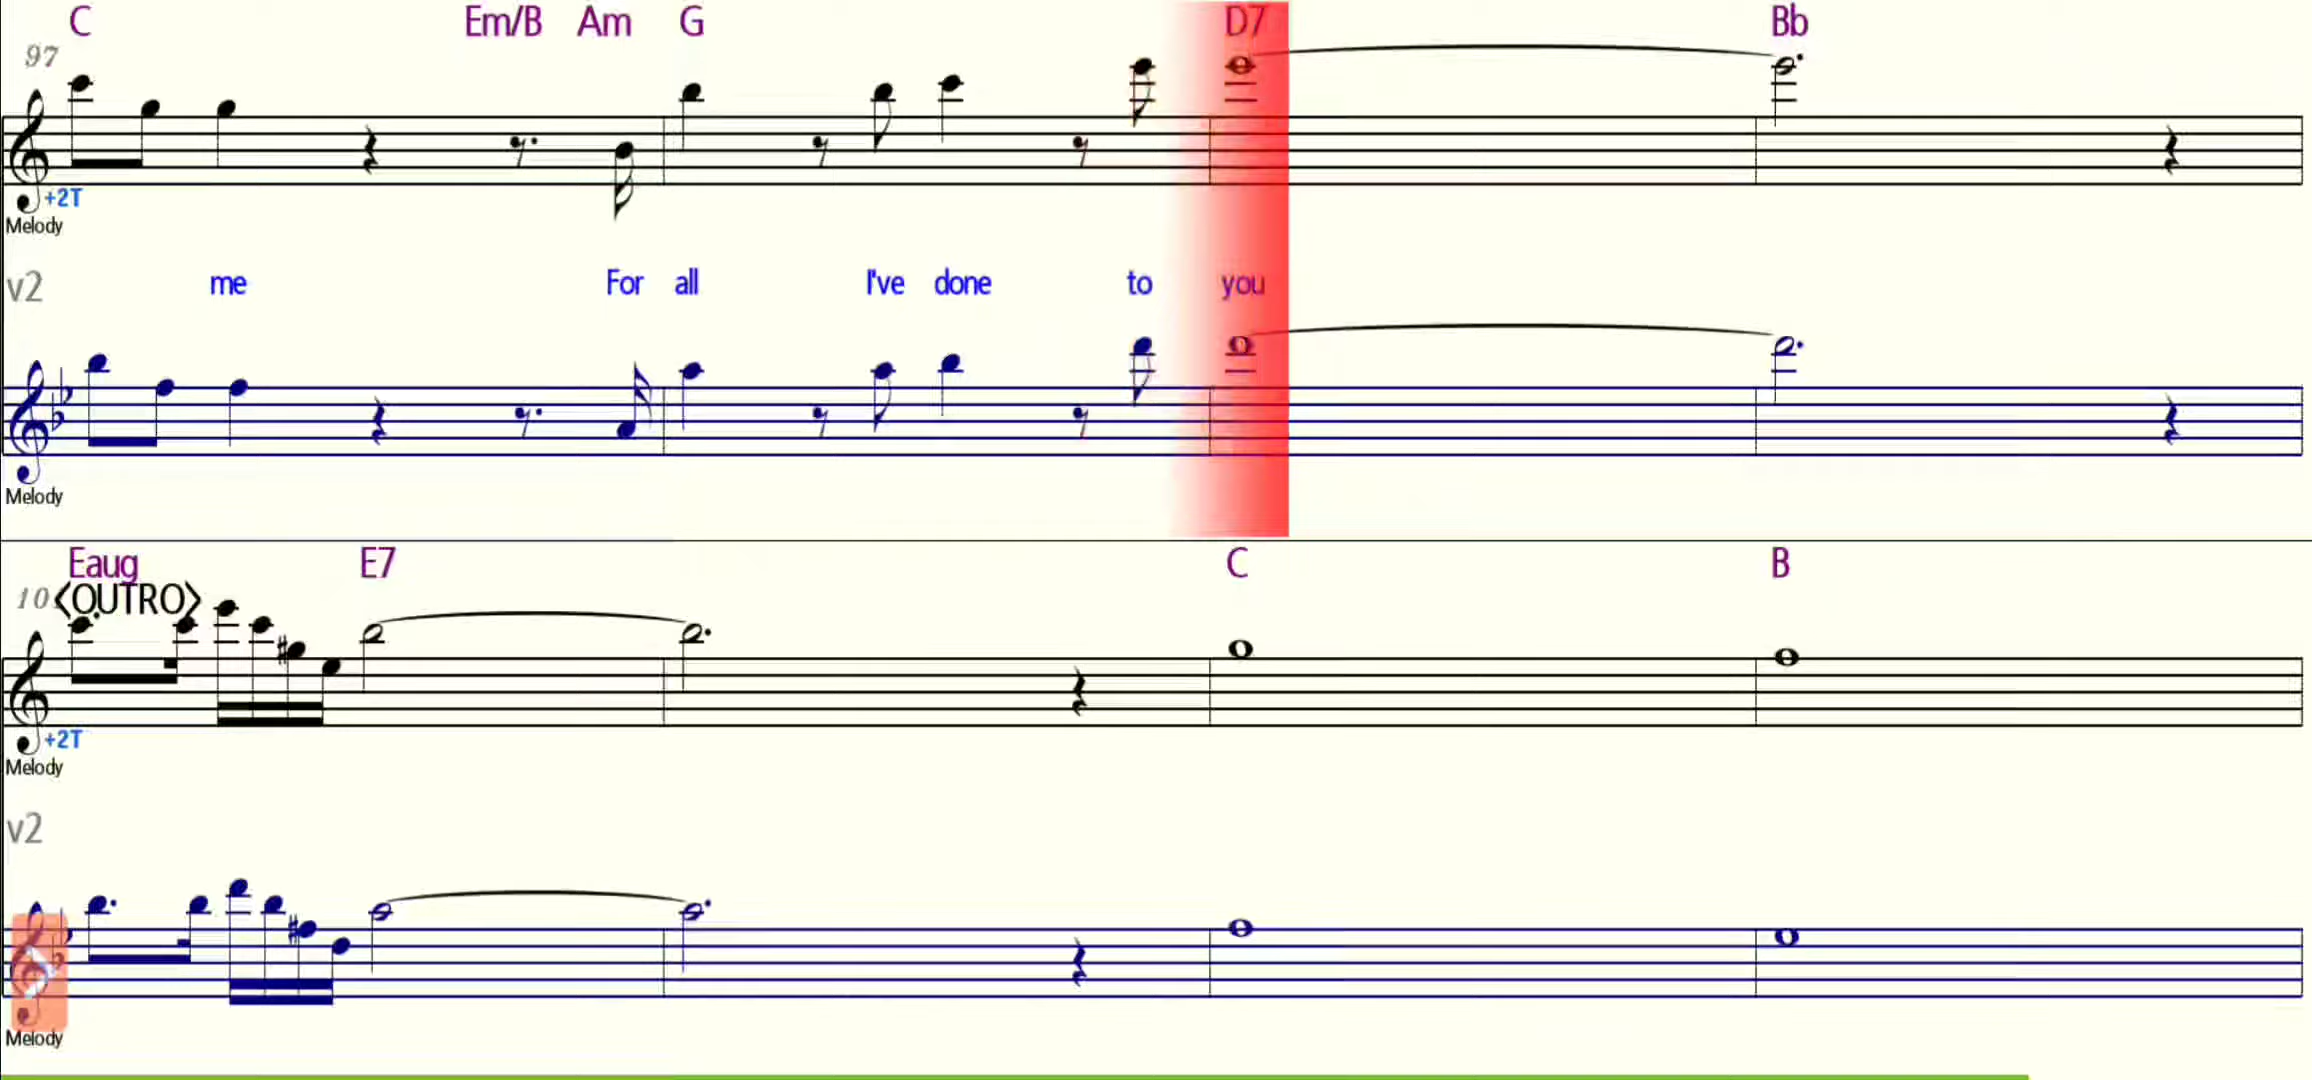 C Em/B Am G D7 Bb
97
+2T
Melody
v2 me For all I've done to you
Melody
Eaug E7 C B
<OUTRO>
+2T
Melody
v2
Melody